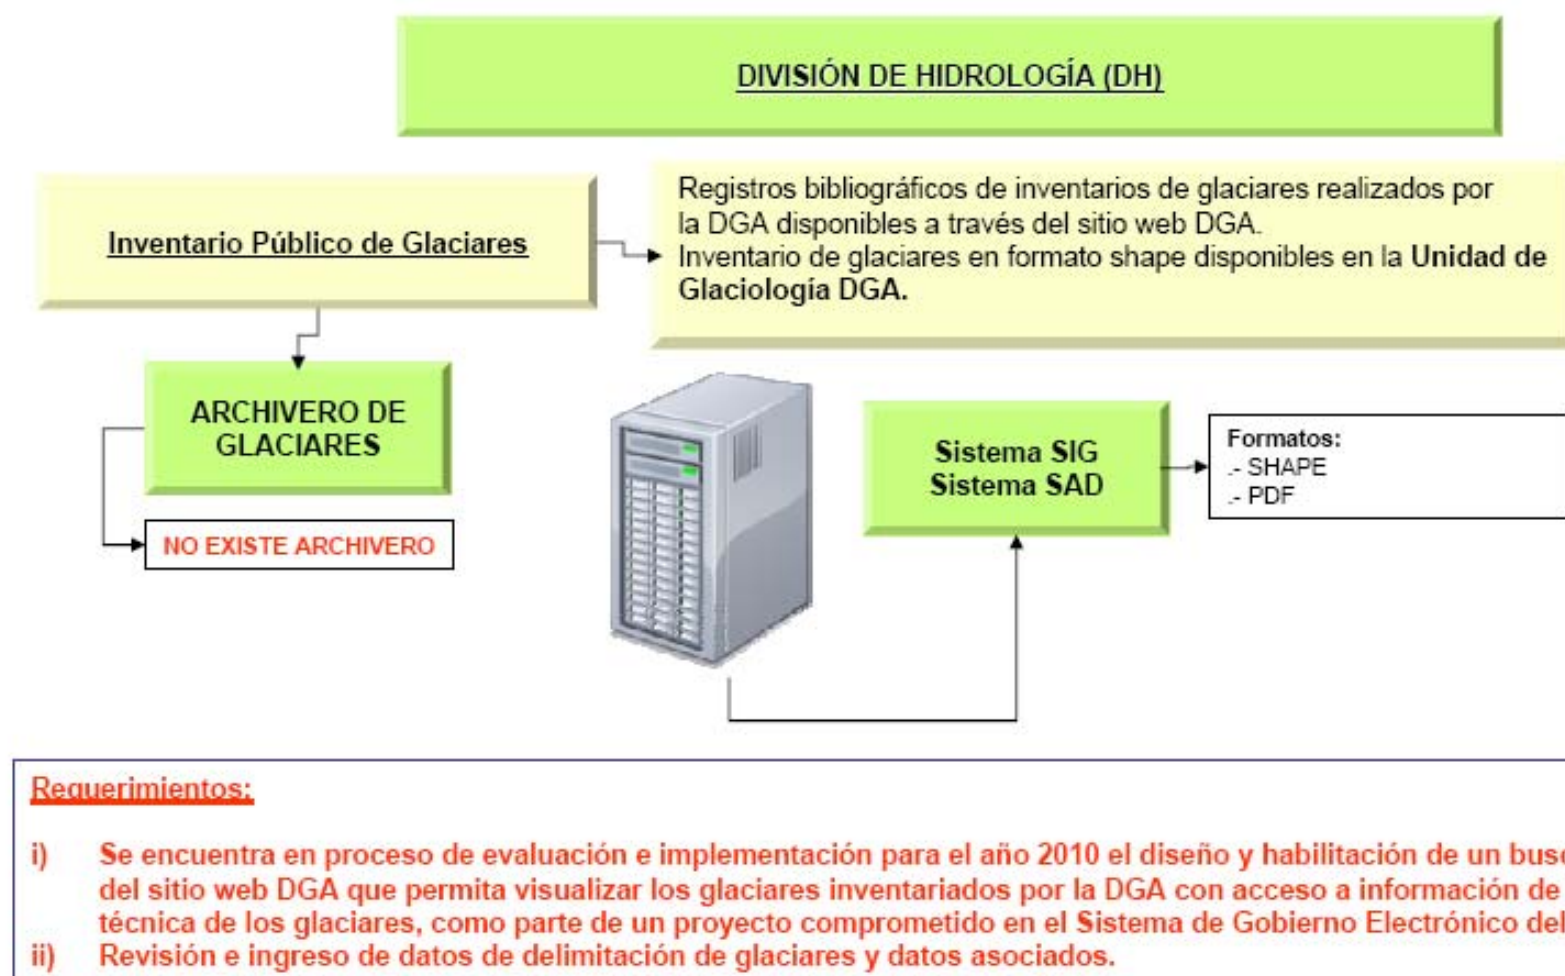 DIVISIÓN DE HIDROLOGÍA (DH)
Inventario Público de Glaciares
Registros bibliográficos de inventarios de glaciares realizados por
la DGA disponibles a través del sitio web DGA.
Inventario de glaciares en formato shape disponibles en la Unidad de
Glaciología DGA.
ARCHIVERO DE
GLACIARES
NO EXISTE ARCHIVERO
Sistema SIG
Sistema SAD
Formatos:
.- SHAPE
.- PDF
Requerimientos:
i) Se encuentra en proceso de evaluación e implementación para el año 2010 el diseño y habilitación de un
del sitio web DGA que permita visualizar los glaciares inventariados por la DGA con acceso a información de
técnica de los glaciares, como parte de un proyecto comprometido en el Sistema de Gobierno Electrónico del
ii) Revisión e ingreso de datos de delimitación de glaciares y datos asociados.